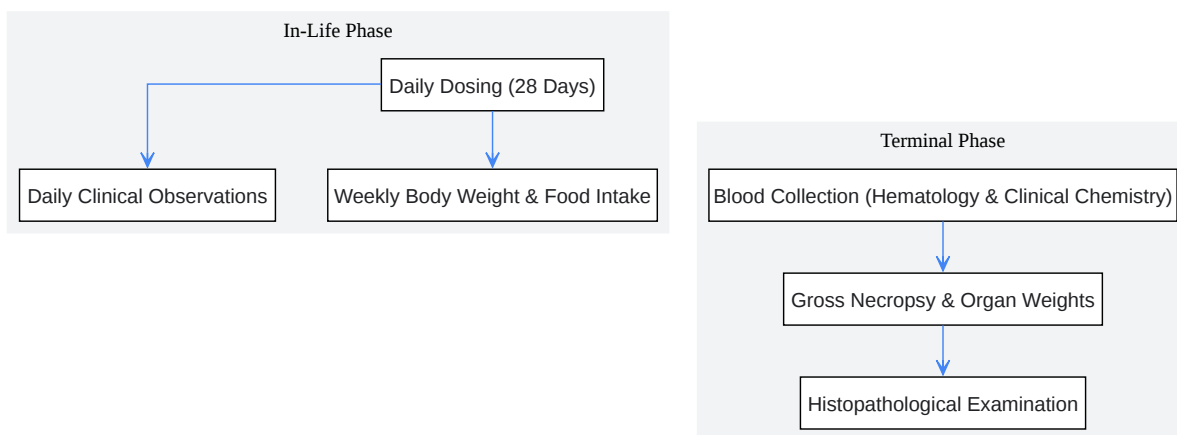 In-Life Phase
Daily Dosing (28 Days)
Daily Clinical Observations
Weekly Body Weight & Food Intake
Terminal Phase
Blood Collection (Hematology & Clinical Chemistry)
Gross Necropsy & Organ Weights
Histopathological Examination